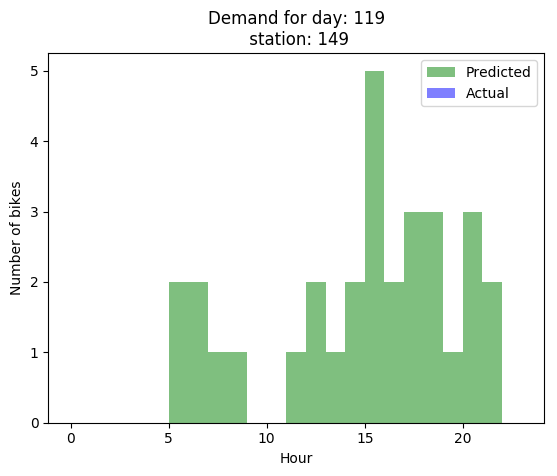 Demand for day: 119
station: 149
Predicted
Actual
Number of bikes
5
4
3
2
1
0
0
5
10
15
20
Hour